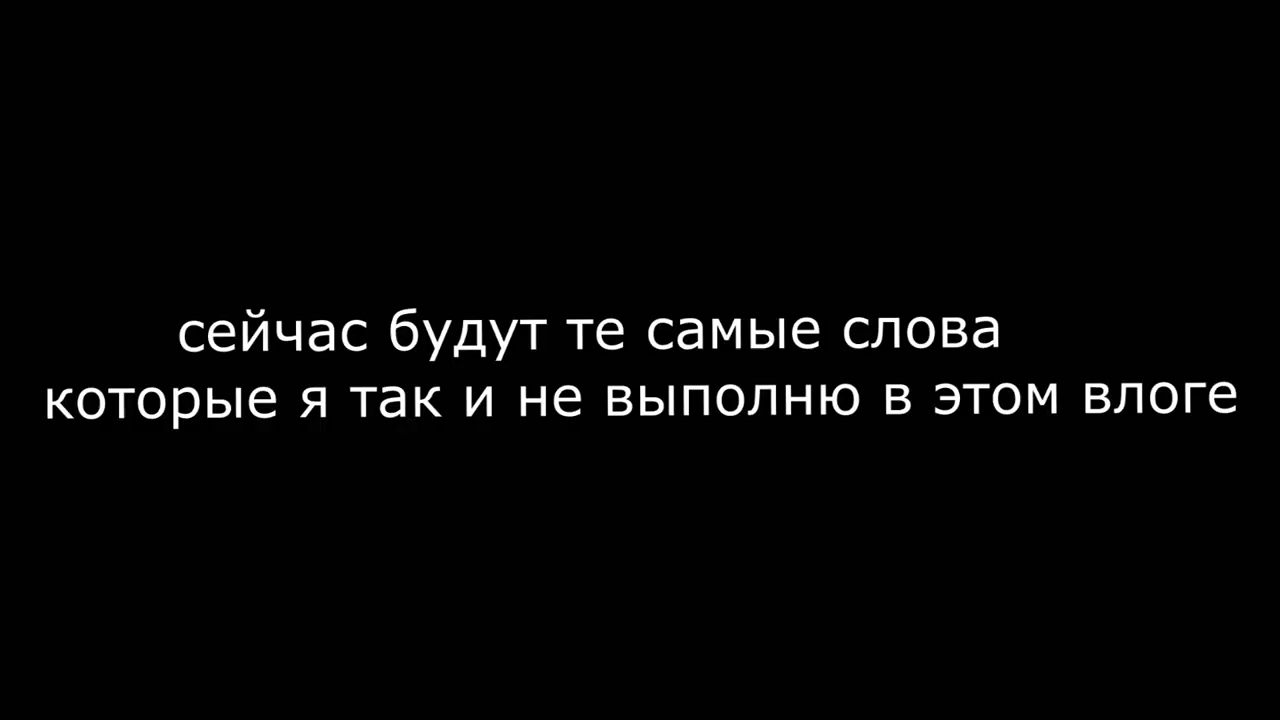 сейчас будут те самые слова
которые я так и не выполню в этом влоге